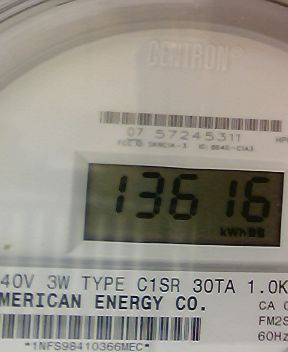 CENTRON®
07 57245311
13616
kWh
40V 3W TYPE C1SR 30TA 1.0K
MERICAN ENERGY CO.
CA
FM2S
60Hz
*1NFS98410366MEC*